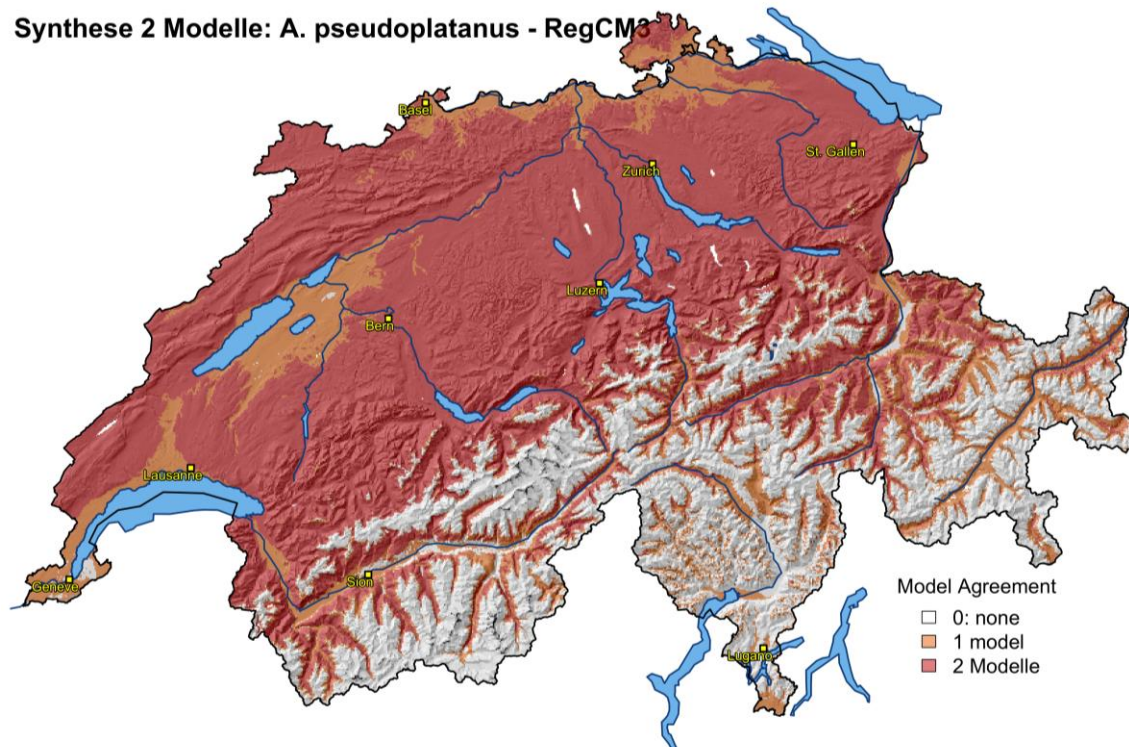 Synthese 2 Modelle: A. pseudoplatanus - RegCM3
Basel
St. Gallen
Zurich
Luzern
Bern
Lausanne
Geneve
Sion
Lugano
Model Agreement
0: none
1 model
2 Modelle